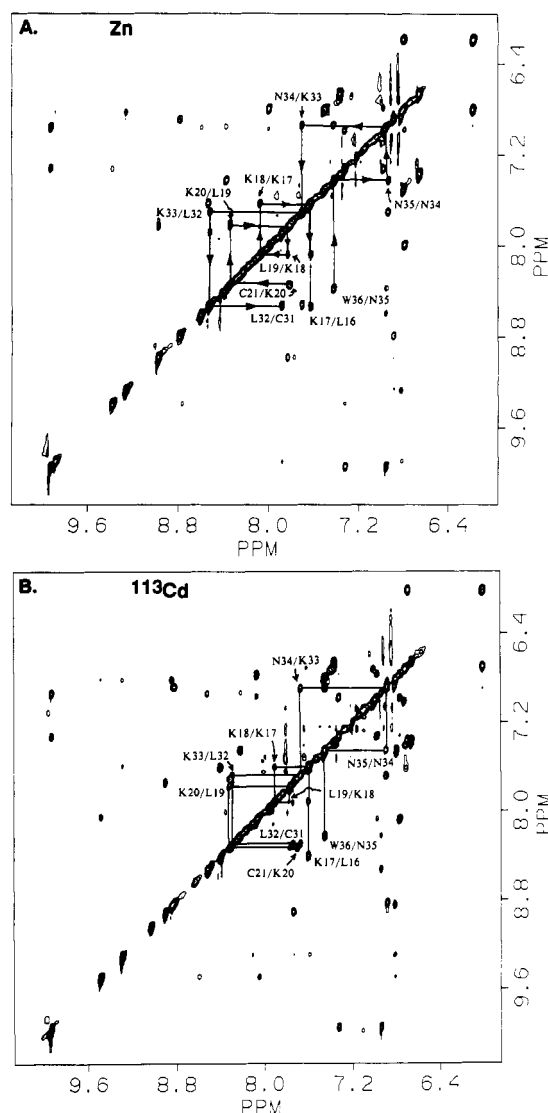 A. Zn
N34/K33
6.4
7.2
K20/L19 K18/K17
K33/L32
N35/N34
8.0
L19/K18
C21/K20 W36/N35
L32/C31 K17/L16
8.8
9.6
PPM
9.6 8.8 8.0 7.2 6.4
PPM
B. 113Cd
6.4
N34/K33
7.2
K18/K17
K33/L32
N35/N34
K20/L19
L19/K18
8.0
L32/C31 W36/N35
C21/K20 K17/L16
8.8
9.6
PPM
9.6 8.8 8.0 7.2 6.4
PPM